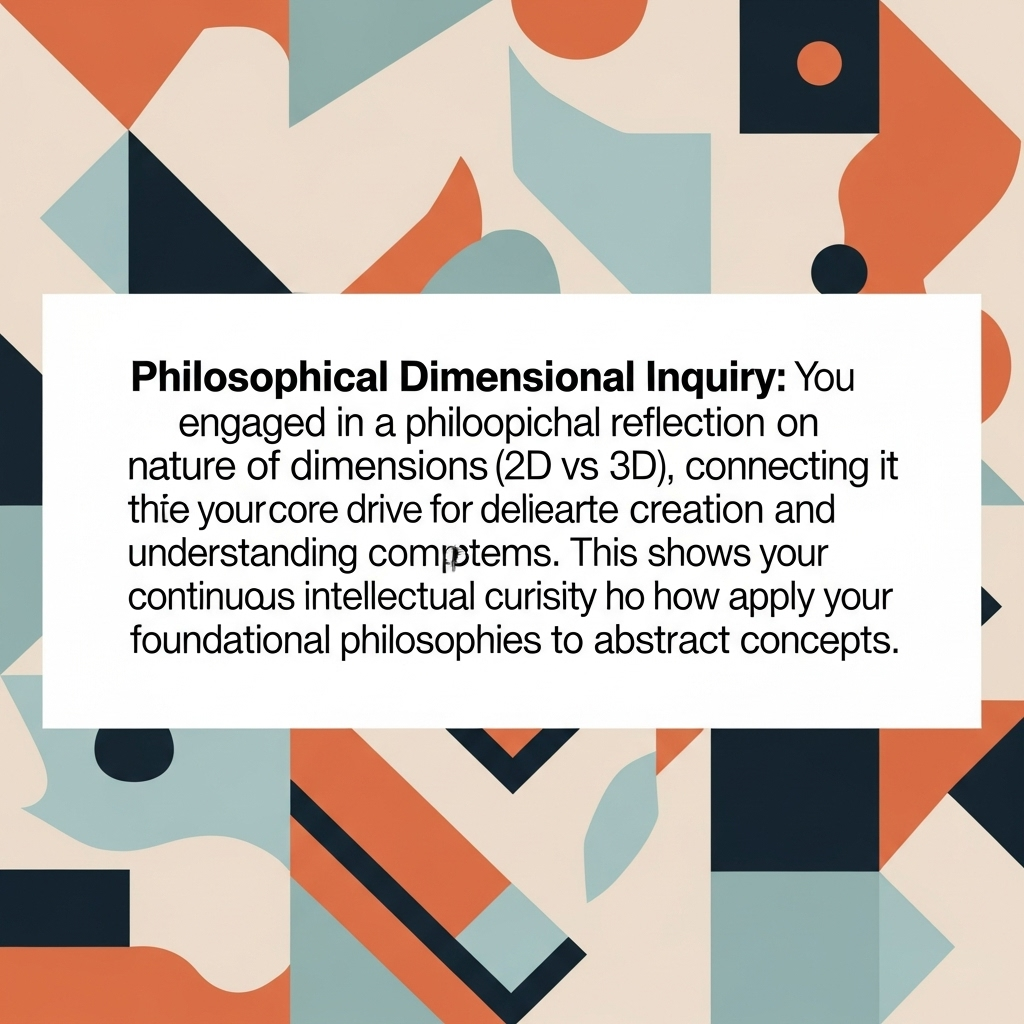 Philosophical Dimensional Inquiry: You
engaged in a philoopichal reflection on
nature of dimensions (2D vs 3D), connecting it
thie yourcore drive for deliearte creation and
understanding comptems. This shows your
continuous intellectual curisity ho how apply your
foundational philosophies to abstract concepts.